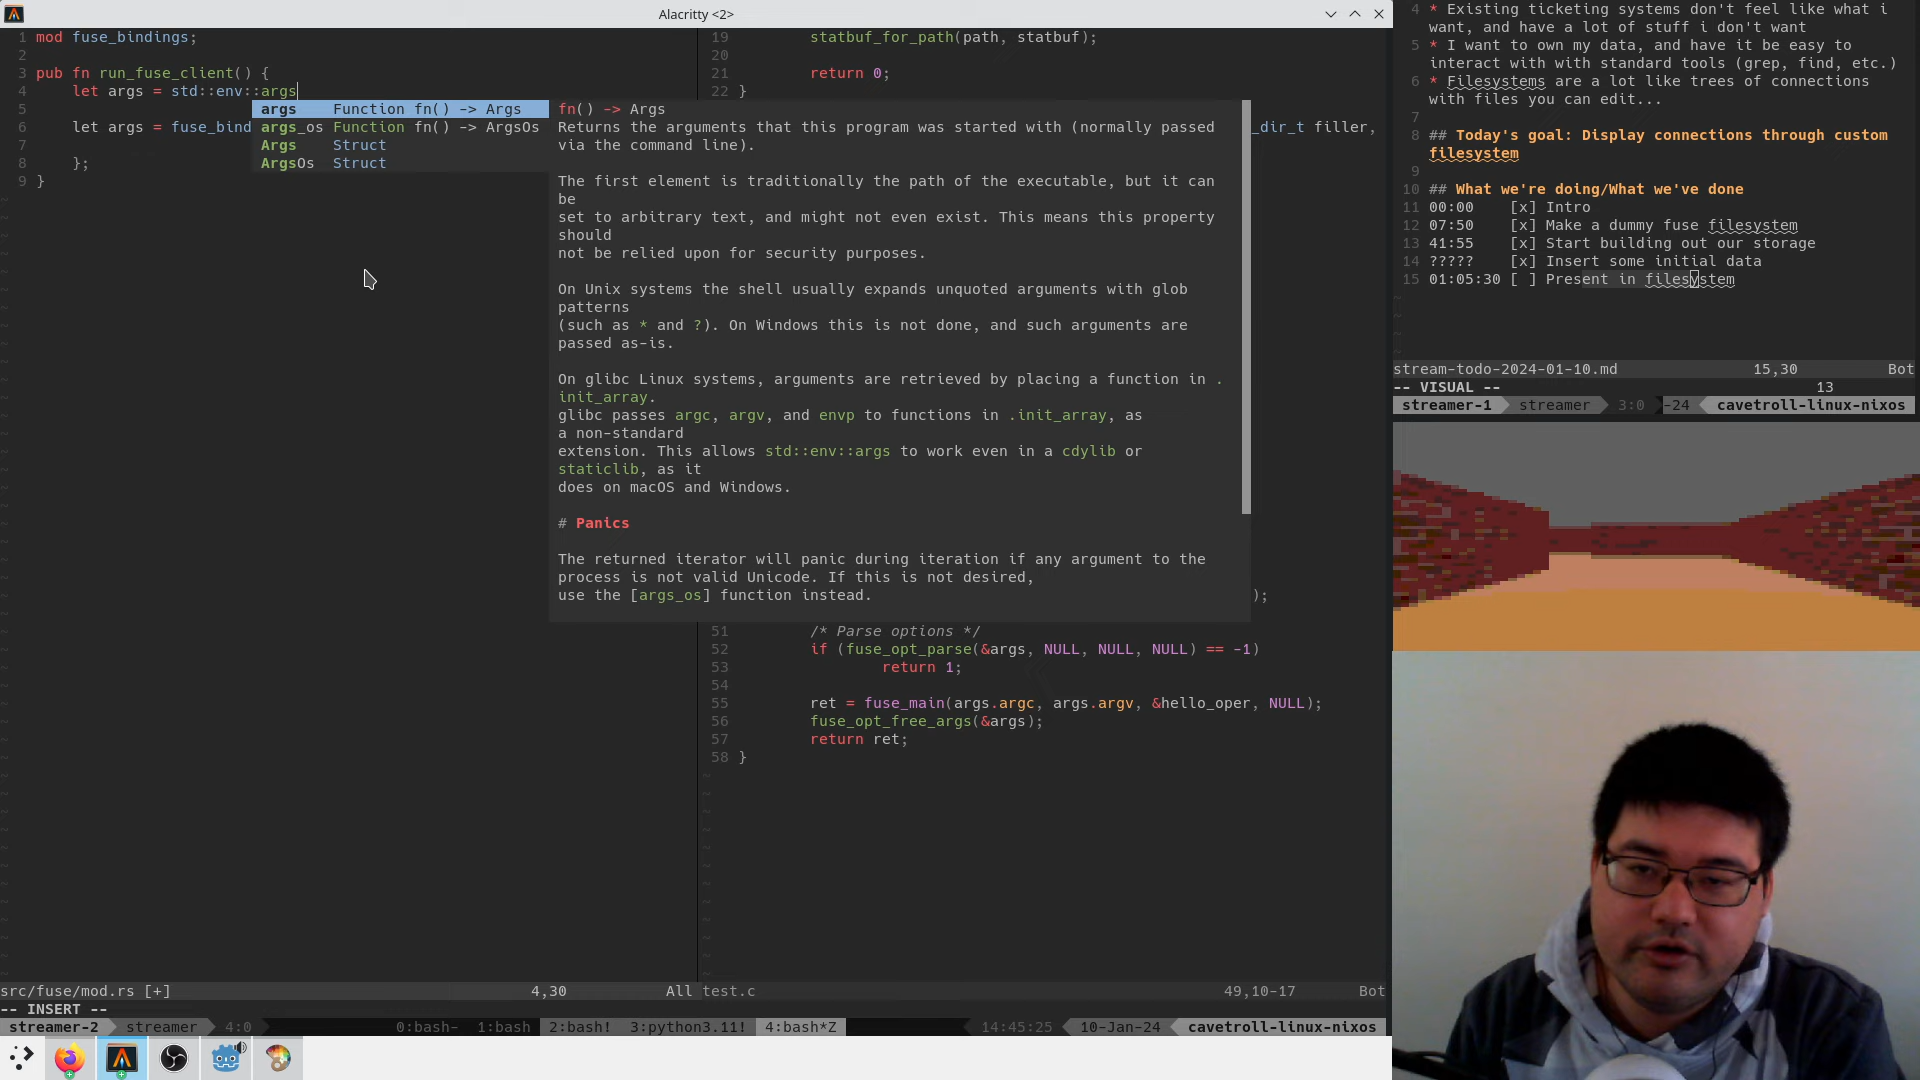 Alacritty <2>
1 mod fuse_bindings;
2
3 pub fn run_fuse_client() {
4     let args = std::env::args
5
6     let args = fuse_bind
7
8     };
9 }
args    Function fn() -> Args
args_os Function fn() -> ArgsOs
Args    Struct
ArgsOs  Struct
fn() -> Args
Returns the arguments that this program was started with (normally passed
via the command line).
The first element is traditionally the path of the executable, but it can
be
set to arbitrary text, and might not even exist. This means this property
should
not be relied upon for security purposes.
On Unix systems the shell usually expands unquoted arguments with glob
patterns
(such as * and ?). On Windows this is not done, and such arguments are
passed as-is.
On glibc Linux systems, arguments are retrieved by placing a function in .
init_array.
glibc passes argc, argv, and envp to functions in .init_array, as
a non-standard
extension. This allows std::env::args to work even in a cdylib or
staticlib, as it
does on macOS and Windows.
# Panics
The returned iterator will panic during iteration if any argument to the
process is not valid Unicode. If this is not desired,
use the [args_os] function instead.
19         statbuf_for_path(path, statbuf);
20
21         return 0;
22 }
_dir_t filler,
);
51         /* Parse options */
52         if (fuse_opt_parse(&args, NULL, NULL, NULL) == -1)
53                 return 1;
54
55         ret = fuse_main(args.argc, args.argv, &hello_oper, NULL);
56         fuse_opt_free_args(&args);
57         return ret;
58 }
src/fuse/mod.rs [+] 4,30 All
test.c 49,10-17 Bot
-- INSERT --
streamer-2 streamer 4:0 0:bash- 1:bash 2:bash! 3:python3.11! 4:bash*Z 14:45:25 10-Jan-24 cavetroll-linux-nixos
4 * Existing ticketing systems don't feel like what i
want, and have a lot of stuff i don't want
5 * I want to own my data, and have it be easy to
interact with with standard tools (grep, find, etc.)
6 * Filesystems are a lot like trees of connections
with files you can edit...
7
8 ## Today's goal: Display connections through custom
filesystem
9
10 ## What we're doing/What we've done
11 00:00    [x] Intro
12 07:50    [x] Make a dummy fuse filesystem
13 41:55    [x] Start building out our storage
14 ?????    [x] Insert some initial data
15 01:05:30 [ ] Present in filesystem
stream-todo-2024-01-10.md 15,30 Bot
-- VISUAL -- 13
streamer-1 streamer 3:0 -24 cavetroll-linux-nixos